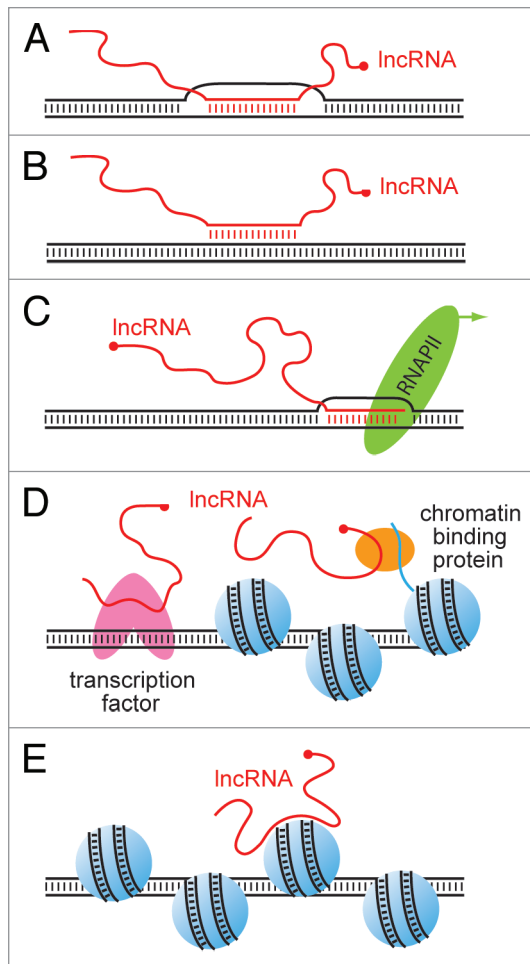 A
lncRNA
B
lncRNA
C
lncRNA
RNAPII
D
lncRNA
chromatin
binding
protein
transcription
factor
E
lncRNA